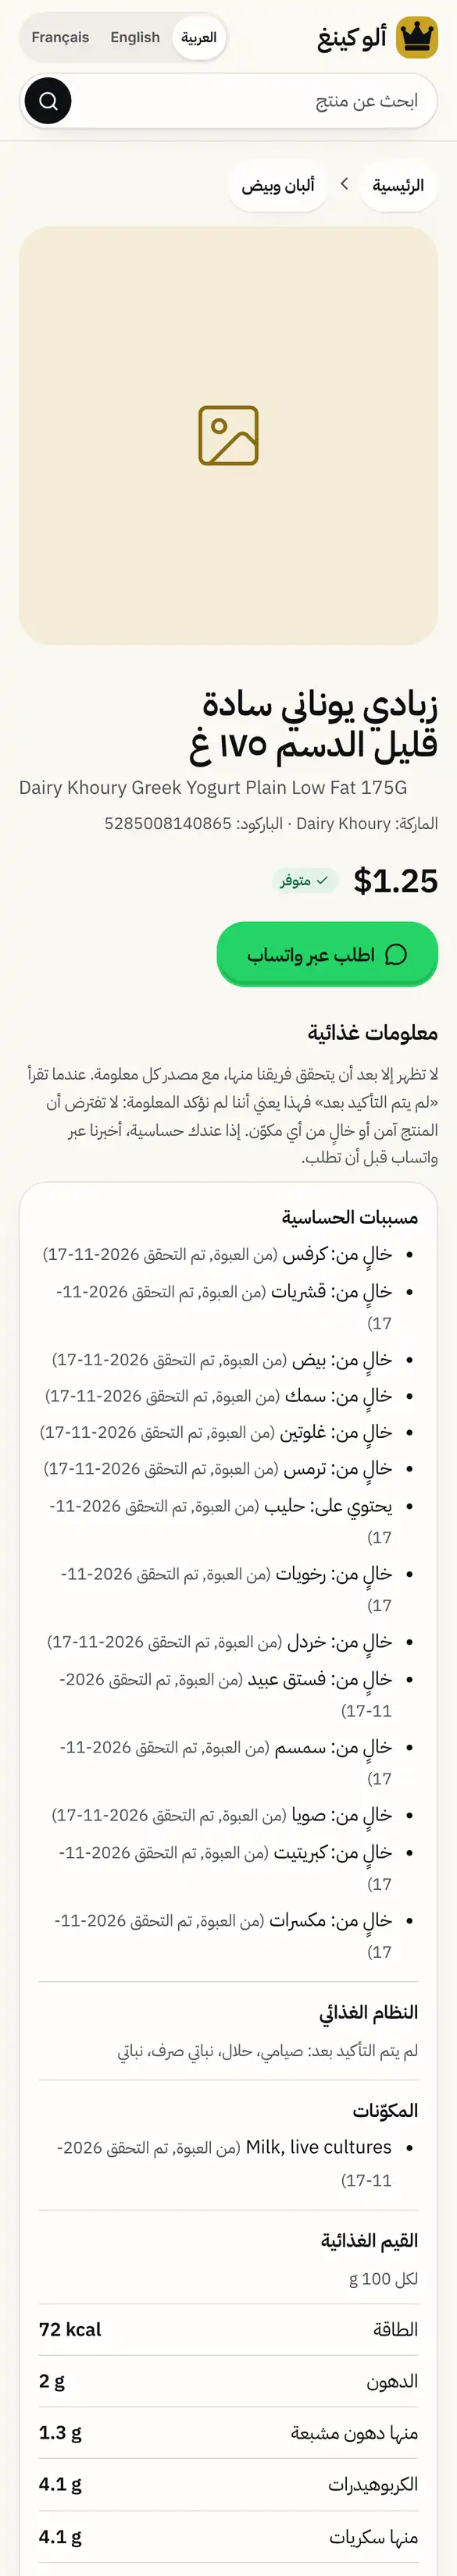 ألو كينغ
العربية English Français
ابحث عن منتج
الرئيسية
ألبان وبيض
زبادي يوناني سادة
قليل الدسم ١٧٥ غ
Dairy Khoury Greek Yogurt Plain Low Fat 175G
الماركة: Dairy Khoury · الباركود: 5285008140865
$1.25
متوفر
اطلب عبر واتساب
معلومات غذائية
لا تظهر إلا بعد أن يتحقق فريقنا منها، مع مصدر كل معلومة. عندما تقرأ
«لم يتم التأكيد بعد» فهذا يعني أننا لم نؤكد المعلومة: لا تفترض أن
المنتج آمن أو خالٍ من أي مكوّن. إذا عندك حساسية، أخبرنا عبر
واتساب قبل أن تطلب.
مسببات الحساسية
خالٍ من: كرفس (من العبوة, تم التحقق 2026-11-17)
خالٍ من: قشريات (من العبوة, تم التحقق 2026-11-
17)
خالٍ من: بيض (من العبوة, تم التحقق 2026-11-17)
خالٍ من: سمك (من العبوة, تم التحقق 2026-11-17)
خالٍ من: غلوتين (من العبوة, تم التحقق 2026-11-17)
خالٍ من: ترمس (من العبوة, تم التحقق 2026-11-17)
يحتوي على: حليب (من العبوة, تم التحقق 2026-11-
17)
خالٍ من: رخويات (من العبوة, تم التحقق 2026-11-
17)
خالٍ من: خردل (من العبوة, تم التحقق 2026-11-17)
خالٍ من: فستق عبيد (من العبوة, تم التحقق 2026-
11-17)
خالٍ من: سمسم (من العبوة, تم التحقق 2026-11-
17)
خالٍ من: صويا (من العبوة, تم التحقق 2026-11-17)
خالٍ من: كبريتيت (من العبوة, تم التحقق 2026-11-
17)
خالٍ من: مكسرات (من العبوة, تم التحقق 2026-11-
17)
النظام الغذائي
لم يتم التأكيد بعد: صيامي، حلال، نباتي صرف، نباتي
المكوّنات
Milk, live cultures (من العبوة, تم التحقق 2026-
11-17)
القيم الغذائية
لكل 100 g
الطاقة 72 kcal
الدهون 2 g
منها دهون مشبعة 1.3 g
الكربوهيدرات 4.1 g
منها سكريات 4.1 g